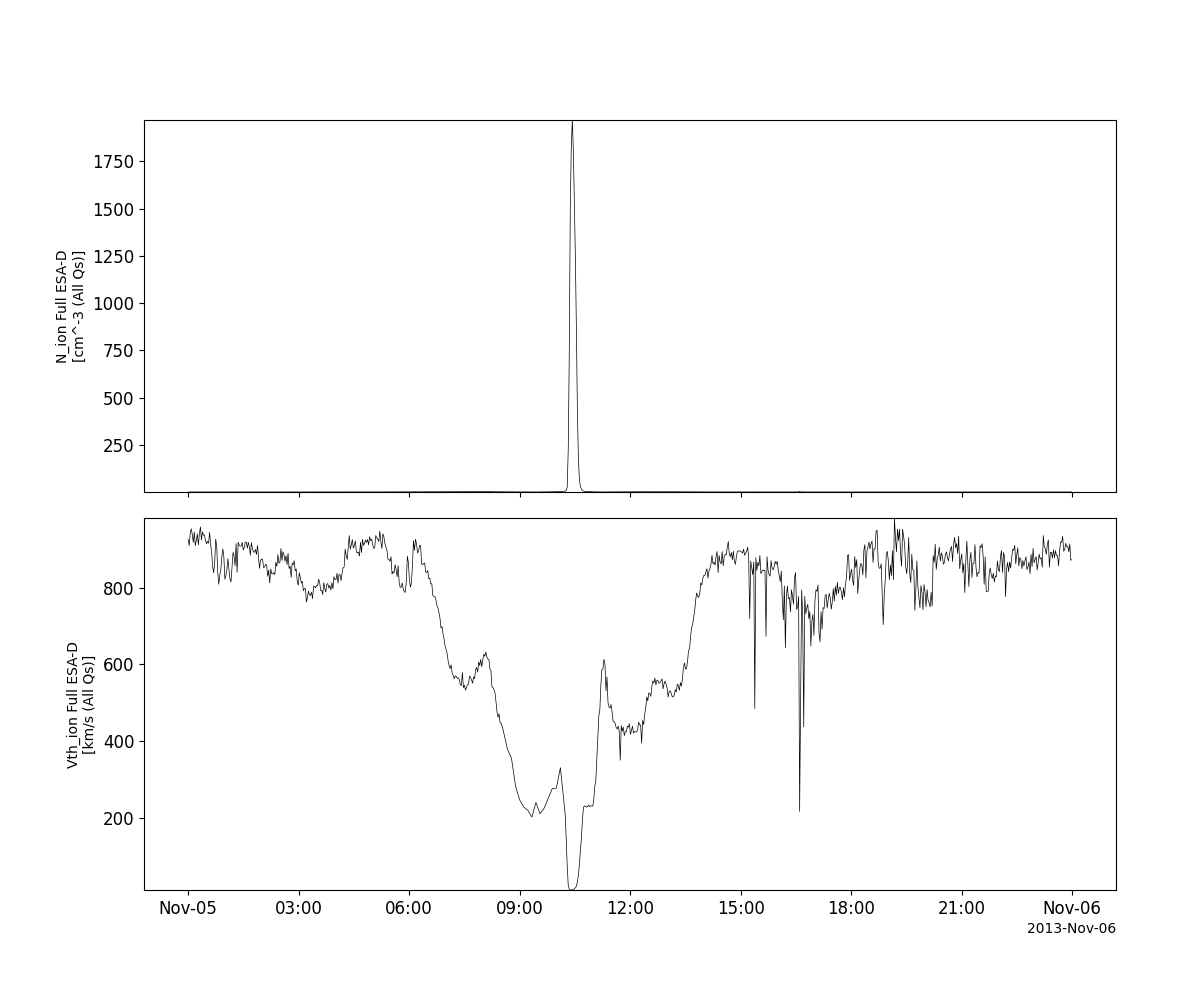 1750
1500
1250
1000
750
500
250
N_ion Full ESA-D
[cm^-3 (All Qs)]
800
600
400
200
Vth_ion Full ESA-D
[km/s (All Qs)]
Nov-05 03:00 06:00 09:00 12:00 15:00 18:00 21:00 Nov-06
2013-Nov-06